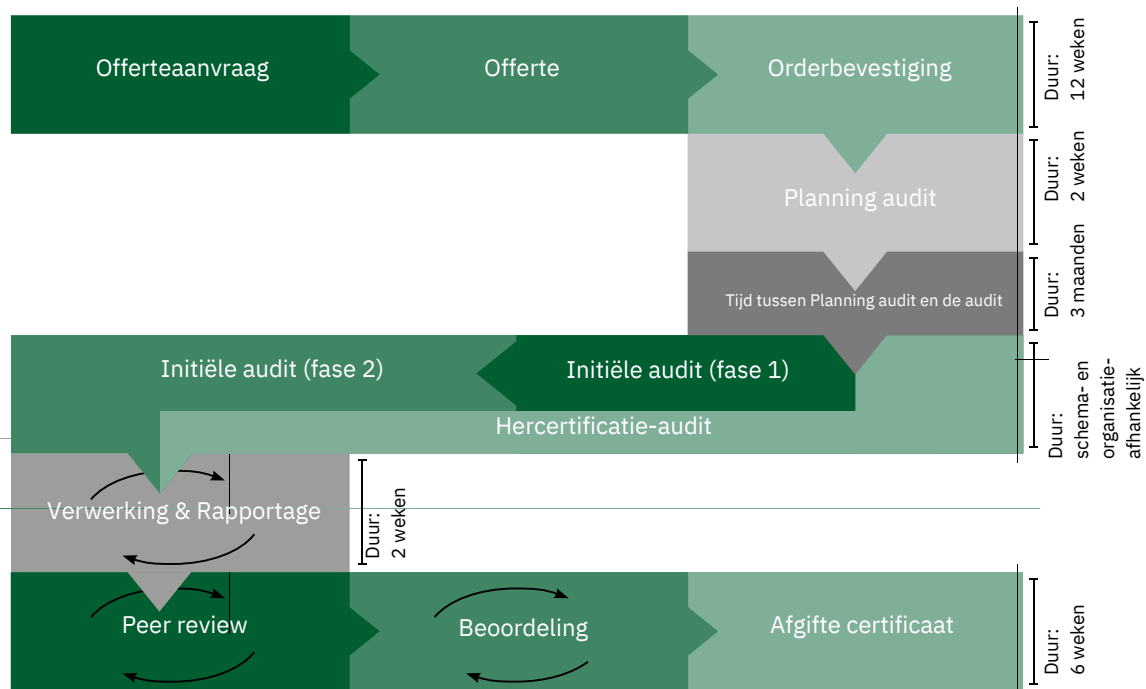 Offerteaanvraag
Offerte
Orderbevestiging
Duur:
12 weken
Planning audit
Duur:
2 weken
Tijd tussen Planning audit en de audit
Duur:
3 maanden
Initiële audit (fase 2)
Initiële audit (fase 1)
Hercertificatie-audit
Duur:
schema- en
organisatie-
afhankelijk
Verwerking & Rapportage
Duur:
2 weken
Peer review
Beoordeling
Afgifte certificaat
Duur:
6 weken